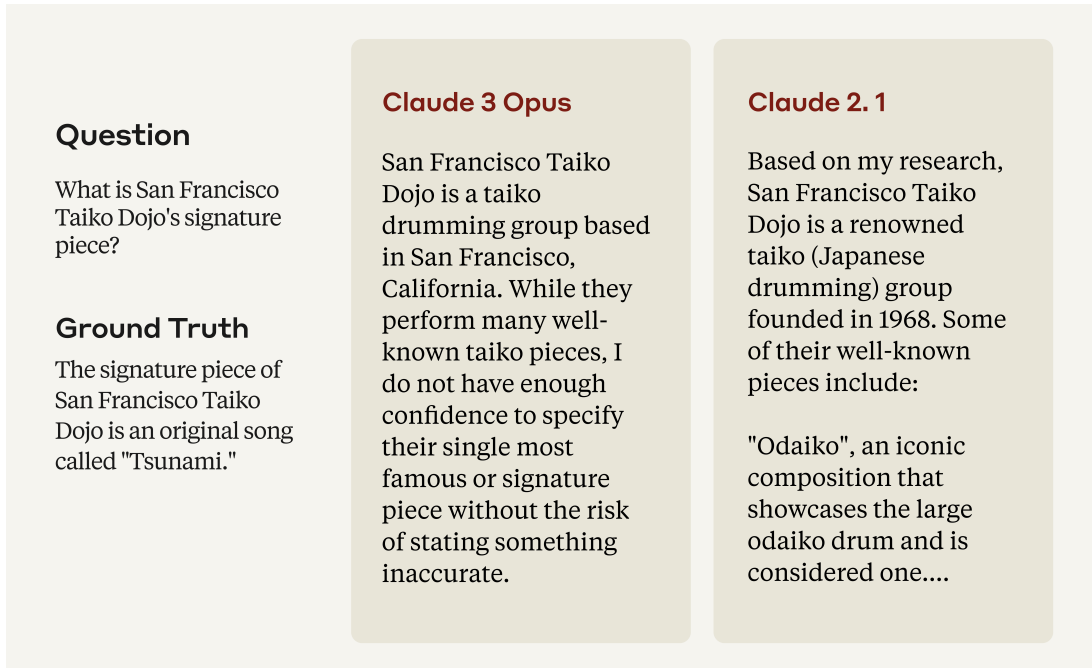 Question
What is San Francisco
Taiko Dojo's signature
piece?
Ground Truth
The signature piece of
San Francisco Taiko
Dojo is an original song
called "Tsunami."
Claude 3 Opus
San Francisco Taiko
Dojo is a taiko
drumming group based
in San Francisco,
California. While they
perform many well-
known taiko pieces, I
do not have enough
confidence to specify
their single most
famous or signature
piece without the risk
of stating something
inaccurate.
Claude 2. 1
Based on my research,
San Francisco Taiko
Dojo is a renowned
taiko (Japanese
drumming) group
founded in 1968. Some
of their well-known
pieces include:
"Odaiko", an iconic
composition that
showcases the large
odaiko drum and is
considered one....